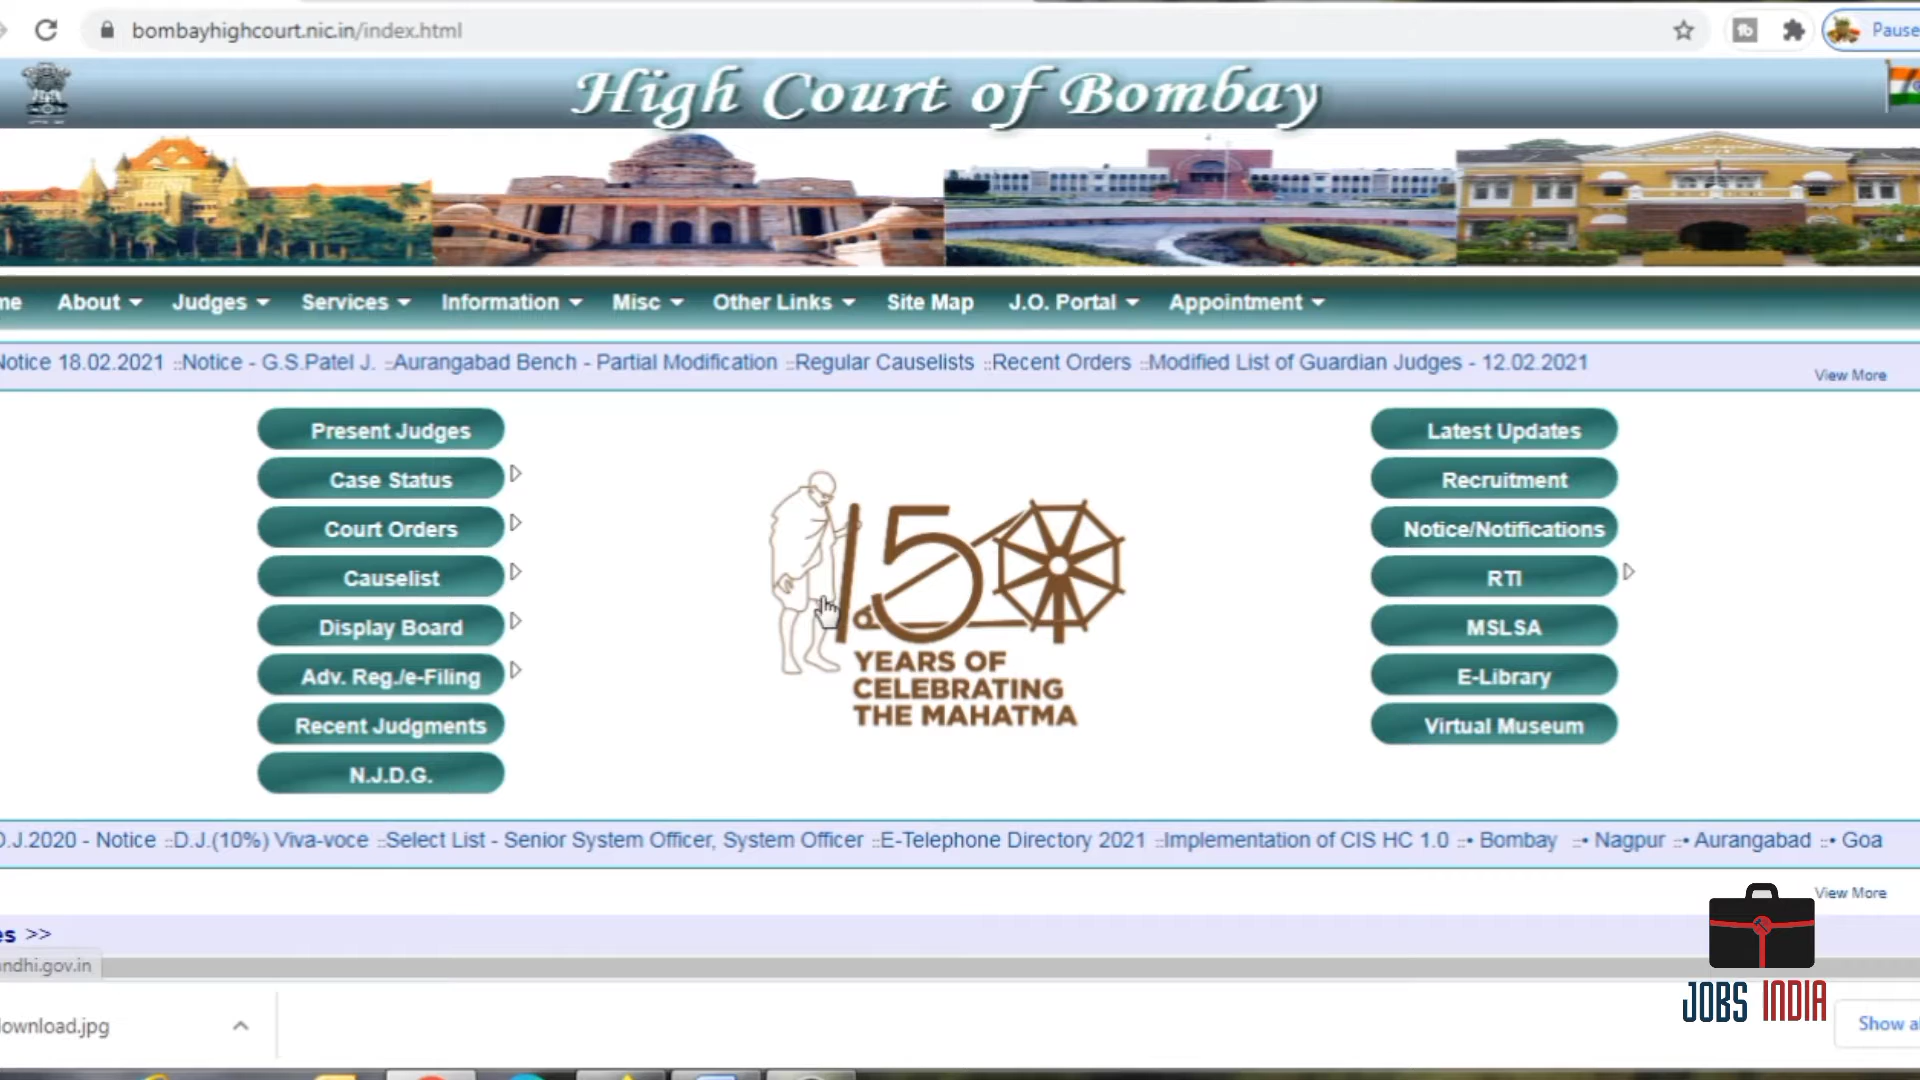 bombayhighcourt.nic.in/index.html
Pause
High Court of Bombay
me About Judges Services Information Misc Other Links Site Map J.O. Portal Appointment
Notice 18.02.2021 ::Notice - G.S.Patel J. ::Aurangabad Bench - Partial Modification ::Regular Causelists ::Recent Orders ::Modified List of Guardian Judges - 12.02.2021
View More
Present Judges
Case Status
Court Orders
Causelist
Display Board
Adv. Reg./e-Filing
Recent Judgments
N.J.D.G.
150
YEARS OF
CELEBRATING
THE MAHATMA
Latest Updates
Recruitment
Notice/Notifications
RTI
MSLSA
E-Library
Virtual Museum
D.J.2020 - Notice ::D.J.(10%) Viva-voce ::Select List - Senior System Officer, System Officer ::E-Telephone Directory 2021 ::Implementation of CIS HC 1.0 ::• Bombay ::• Nagpur ::• Aurangabad ::• Goa
View More
es >>
ndhi.gov.in
ownload.jpg
JOBS INDIA
Show al